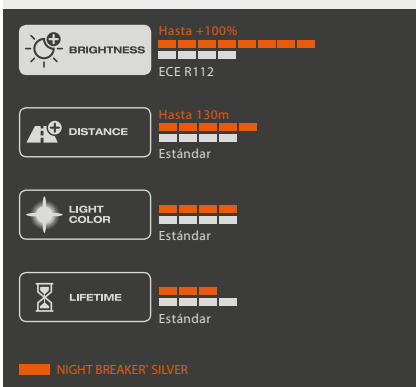 Hasta +100%
BRIGHTNESS
ECE R112
Hasta 130m
DISTANCE
Estándar
LIGHT
COLOR
Estándar
LIFETIME
Estándar
NIGHT BREAKER® SILVER